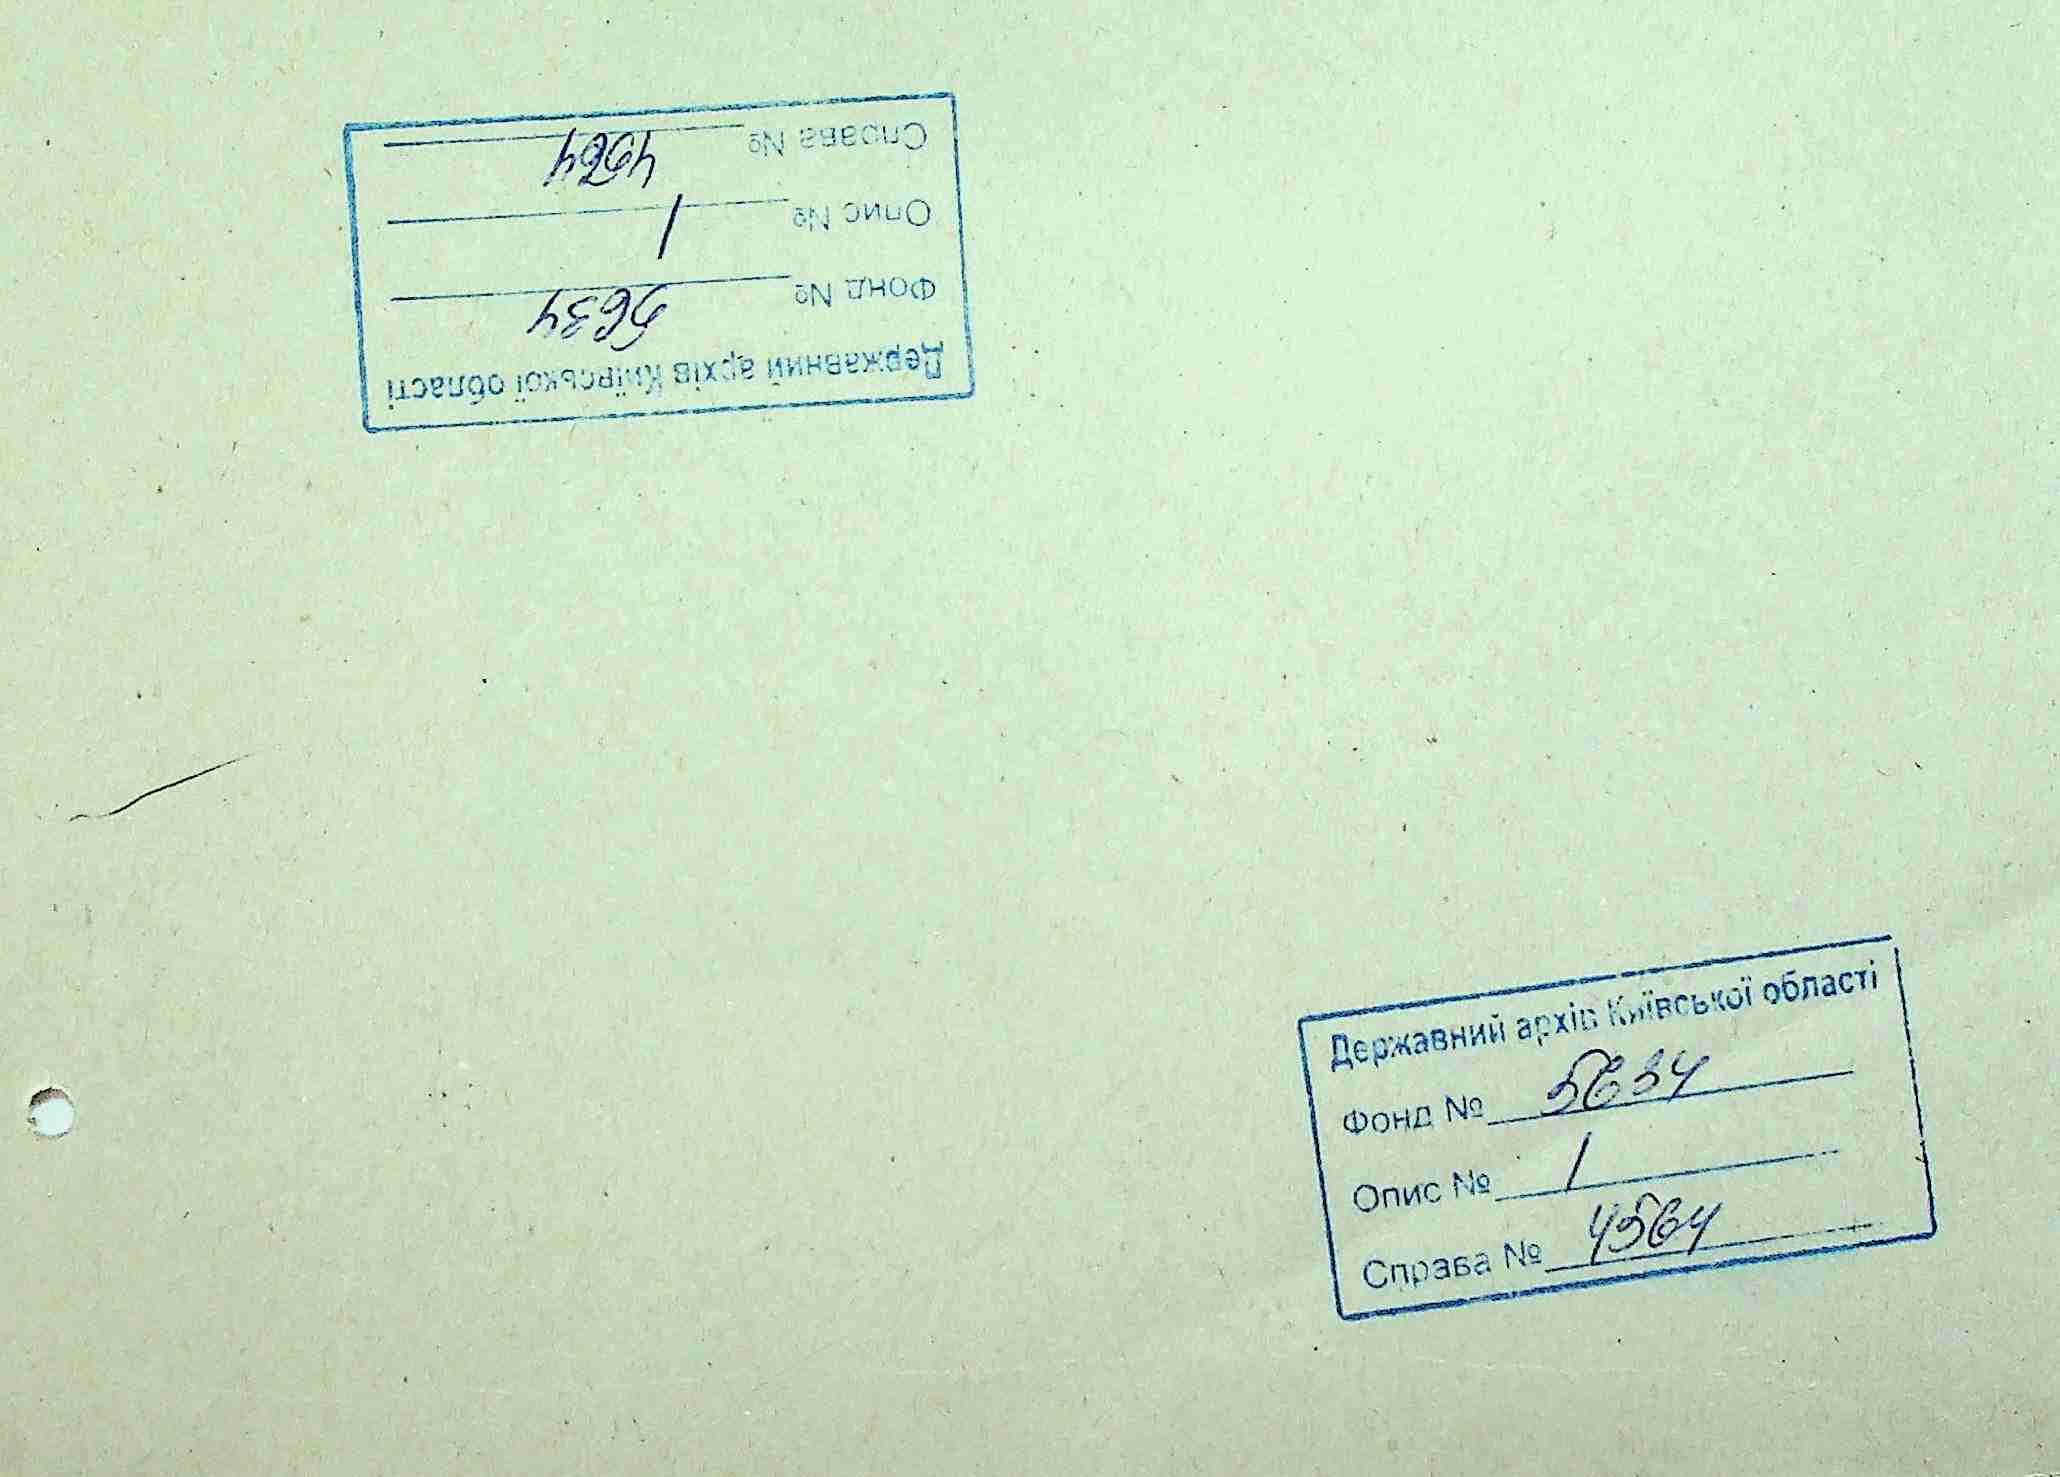 Державний архів Київської області
Фонд № 5634
Опис № 1
Справа № 4564
Державний архів Київської області
Фонд № 5634
Опис № 1
Справа № 4564